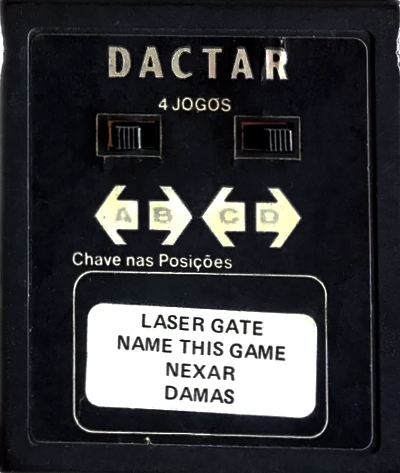 DACTAR
4 JOGOS
A B C D
Chave nas Posições
LASER GATE
NAME THIS GAME
NEXAR
DAMAS